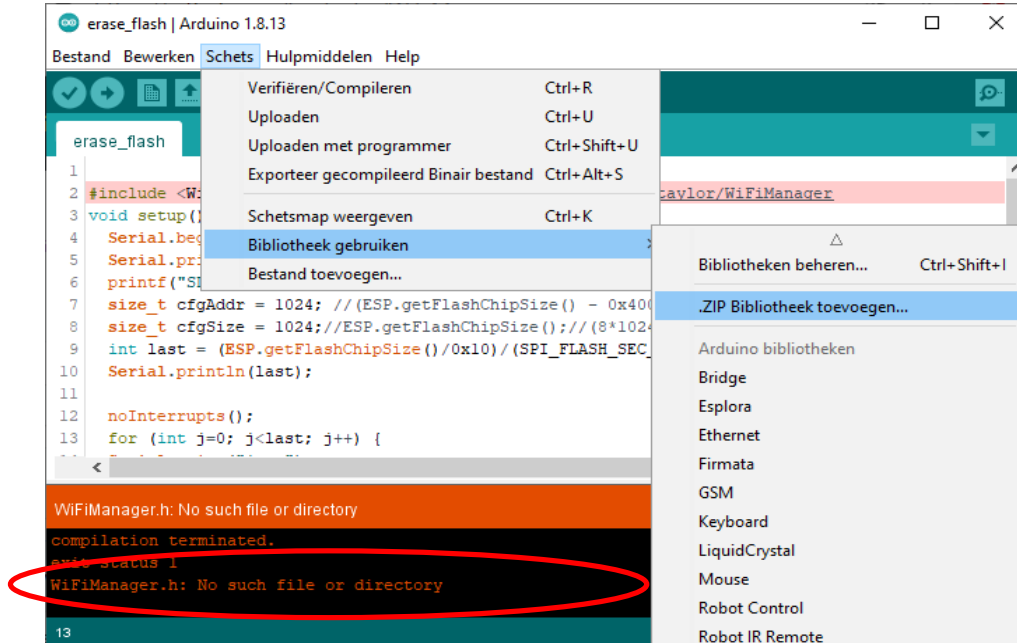 erase_flash | Arduino 1.8.13
Bestand Bewerken Schets Hulpmiddelen Help
Verifiëren/Compileren Ctrl+R
Uploaden Ctrl+U
Uploaden met programmer Ctrl+Shift+U
Exporteer gecompileerd Binair bestand Ctrl+Alt+S
Schetsmap weergeven Ctrl+K
Bibliotheek gebruiken
Bestand toevoegen...
Bibliotheken beheren... Ctrl+Shift+I
.ZIP Bibliotheek toevoegen...
Arduino bibliotheken
Bridge
Esplora
Ethernet
Firmata
GSM
Keyboard
LiquidCrystal
Mouse
Robot Control
Robot IR Remote
erase_flash
1
2 #include <Wi taylor/WiFiManager
3 void setup()
4 Serial.beg
5 Serial.pri
6 printf("SI
7 size_t cfgAddr = 1024; //(ESP.getFlashChipSize() - 0x400
8 size_t cfgSize = 1024;//ESP.getFlashChipSize();//(8*1024
9 int last = (ESP.getFlashChipSize()/0x10)/(SPI_FLASH_SEC_
10 Serial.println(last);
11
12 noInterrupts();
13 for (int j=0; j<last; j++) {
WiFiManager.h: No such file or directory
compilation terminated.
exit status 1
WiFiManager.h: No such file or directory
13